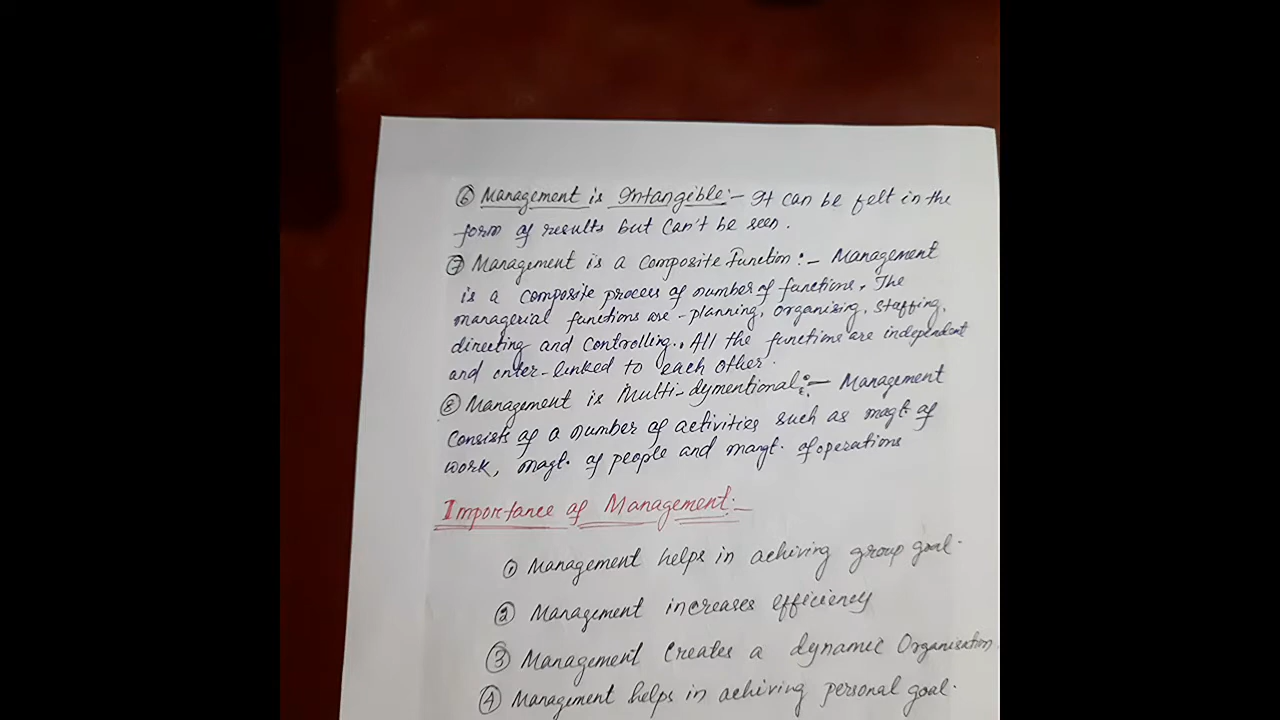 ⑥ Management is Intangible:- It can be felt in the
form of results but can't be seen.
⑦ Management is a Composite Function:- Management
is a composite process of number of functions. The
managerial functions are - planning, organising, staffing,
directing and controlling. All the functions are independent
and inter-linked to each other.
⑧ Management is Multi-dymentional:- Management
consists of a number of activities such as magt. of
work, magt. of people and mangt. of operations
Importance of Management:-
① Management helps in achiving group goal.
② Management increases efficiency
③ Management Creates a dynamic Organisation
④ Management helps in achiving personal goal.